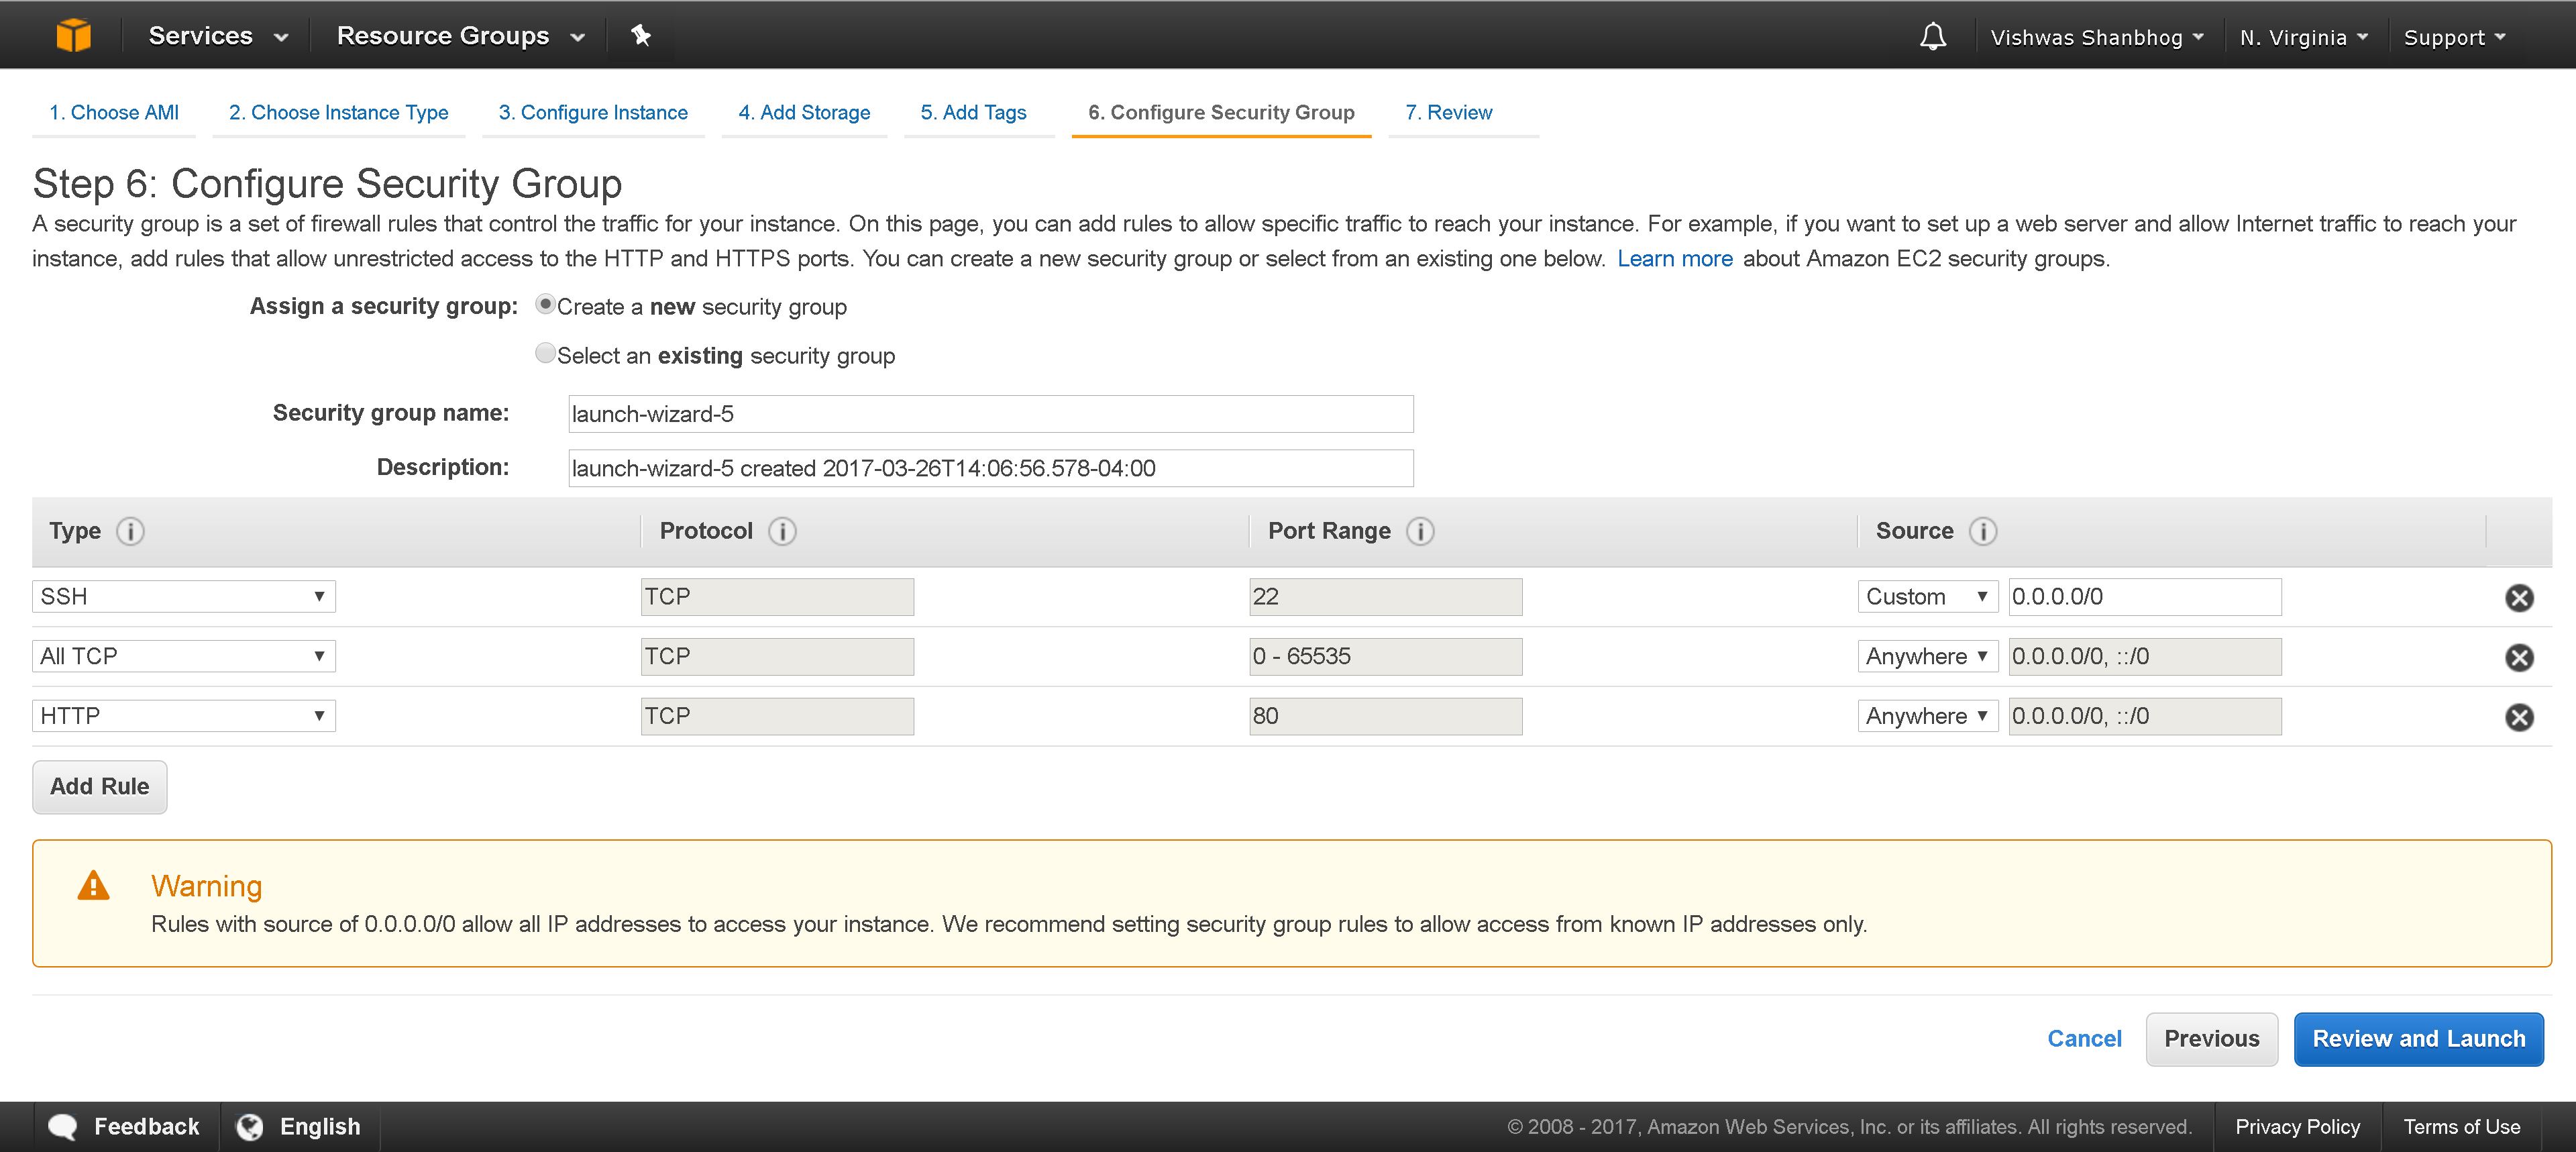 Services Resource Groups Vishwas Shanbhog N. Virginia Support
1. Choose AMI 2. Choose Instance Type 3. Configure Instance 4. Add Storage 5. Add Tags 6. Configure Security Group 7. Review
Step 6: Configure Security Group
A security group is a set of firewall rules that control the traffic for your instance. On this page, you can add rules to allow specific traffic to reach your instance. For example, if you want to set up a web server and allow Internet traffic to reach your
instance, add rules that allow unrestricted access to the HTTP and HTTPS ports. You can create a new security group or select from an existing one below. Learn more about Amazon EC2 security groups.
Assign a security group: Create a new security group
Select an existing security group
Security group name: launch-wizard-5
Description: launch-wizard-5 created 2017-03-26T14:06:56.578-04:00
Type Protocol Port Range Source
SSH TCP 22 Custom 0.0.0.0/0
All TCP TCP 0 - 65535 Anywhere 0.0.0.0/0, ::/0
HTTP TCP 80 Anywhere 0.0.0.0/0, ::/0
Add Rule
Warning
Rules with source of 0.0.0.0/0 allow all IP addresses to access your instance. We recommend setting security group rules to allow access from known IP addresses only.
Cancel Previous Review and Launch
Feedback English © 2008 - 2017, Amazon Web Services, Inc. or its affiliates. All rights reserved. Privacy Policy Terms of Use